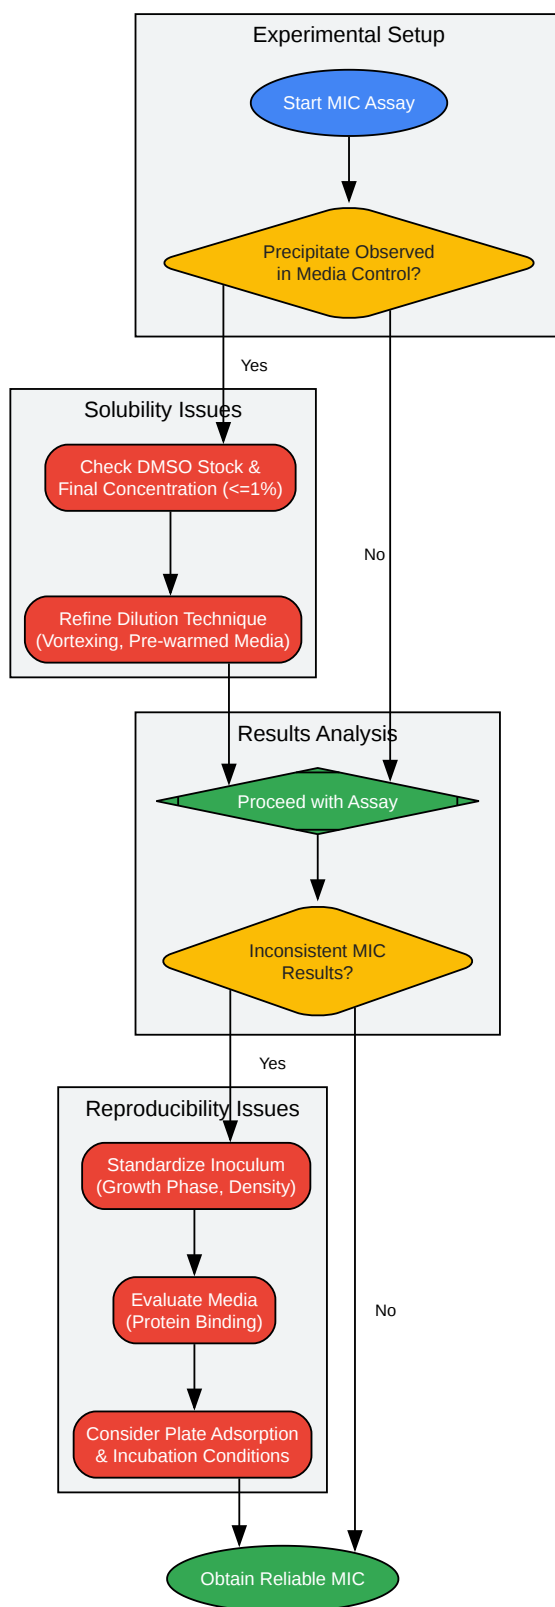 Experimental Setup
Start MIC Assay
Precipitate Observed
in Media Control?
Yes
Solubility Issues
Check DMSO Stock &
Final Concentration (<=1%)
No
Refine Dilution Technique
(Vortexing, Pre-warmed Media)
Results Analysis
Proceed with Assay
Inconsistent MIC
Results?
Yes
Reproducibility Issues
Standardize Inoculum
(Growth Phase, Density)
Evaluate Media
(Protein Binding)
No
Consider Plate Adsorption
& Incubation Conditions
Obtain Reliable MIC